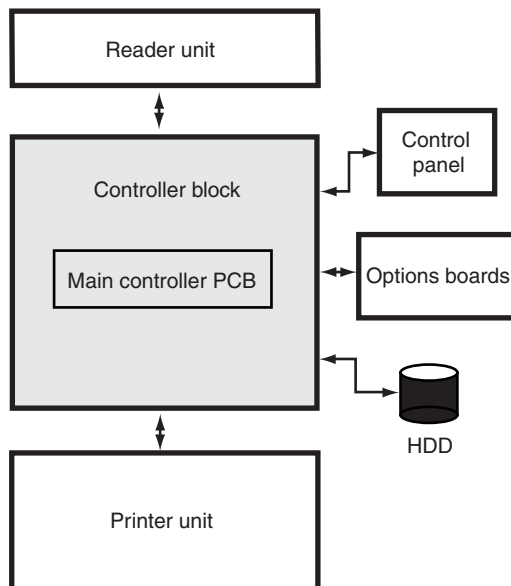 Reader unit
Control
panel
Controller block
Main controller PCB
Options boards
HDD
Printer unit